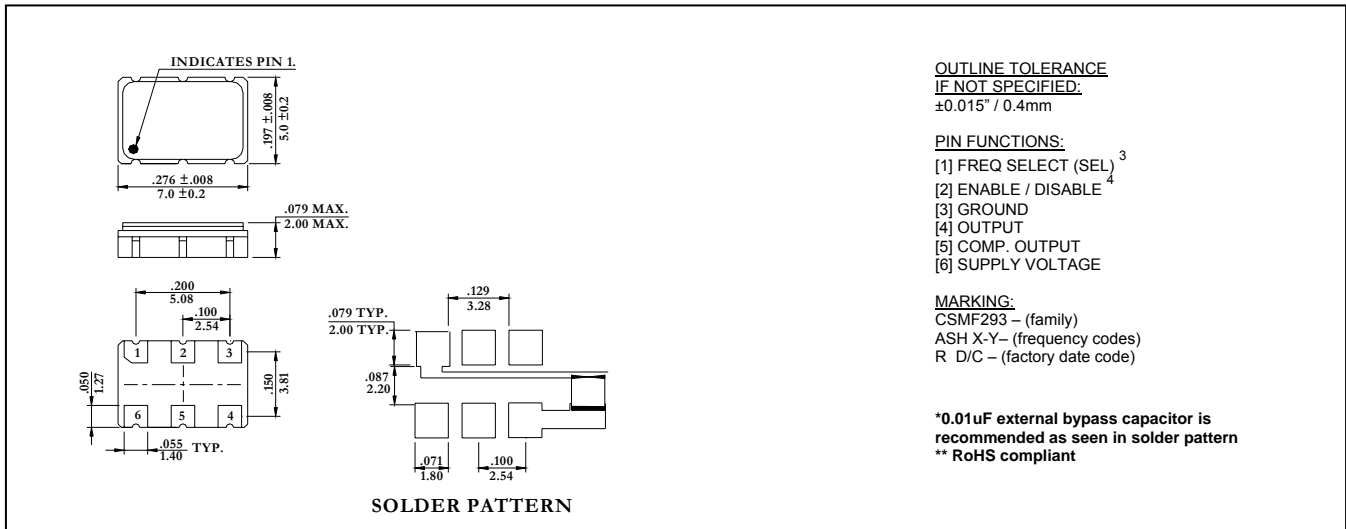 INDICATES PIN 1.
.197 ±.008
5.0 ±0.2
.276 ±.008
7.0 ±0.2
.079 MAX.
2.00 MAX.
.200
5.08
.100
2.54
1 2 3
.050
1.27
.150
3.81
6 5 4
.055
1.40
TYP.
.129
3.28
.079 TYP.
2.00 TYP.
.087
2.20
.071
1.80
.100
2.54
SOLDER PATTERN
OUTLINE TOLERANCE
IF NOT SPECIFIED:
±0.015” / 0.4mm
PIN FUNCTIONS:
[1] FREQ SELECT (SEL) 3
[2] ENABLE / DISABLE 4
[3] GROUND
[4] OUTPUT
[5] COMP. OUTPUT
[6] SUPPLY VOLTAGE
MARKING:
CSMF293 – (family)
ASH X-Y– (frequency codes)
R D/C – (factory date code)
*0.01uF external bypass capacitor is
recommended as seen in solder pattern
** RoHS compliant